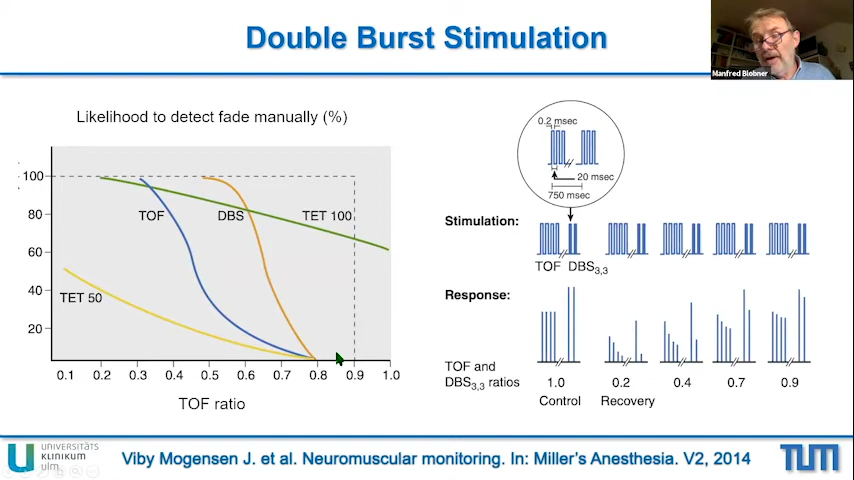 Double Burst Stimulation
Manfred Blobner
Likelihood to detect fade manually (%)
100
80
60
40
20
TOF
DBS
TET 100
TET 50
0.1 0.2 0.3 0.4 0.5 0.6 0.7 0.8 0.9 1.0
TOF ratio
0.2 msec
20 msec
750 msec
Stimulation:
TOF DBS3,3
Response:
TOF and
DBS3,3 ratios
1.0 0.2 0.4 0.7 0.9
Control Recovery
UNIVERSITÄTS
KLINIKUM
ulm
Viby Mogensen J. et al. Neuromuscular monitoring. In: Miller's Anesthesia. V2, 2014
TUM